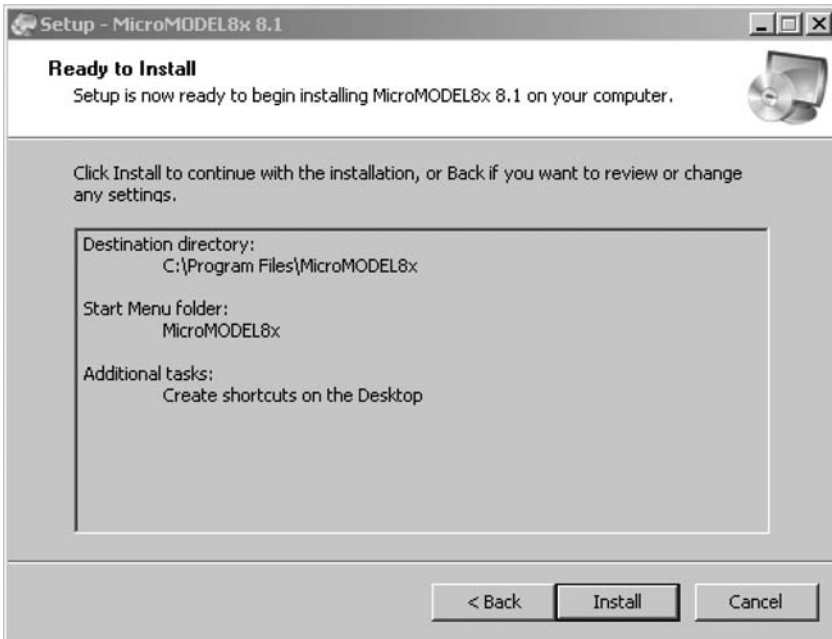 Setup - MicroMODEL8x 8.1
Ready to Install
Setup is now ready to begin installing MicroMODEL8x 8.1 on your computer.
Click Install to continue with the installation, or Back if you want to review or change
any settings.
Destination directory:
C:\Program Files\MicroMODEL8x
Start Menu folder:
MicroMODEL8x
Additional tasks:
Create shortcuts on the Desktop
< Back
Install
Cancel